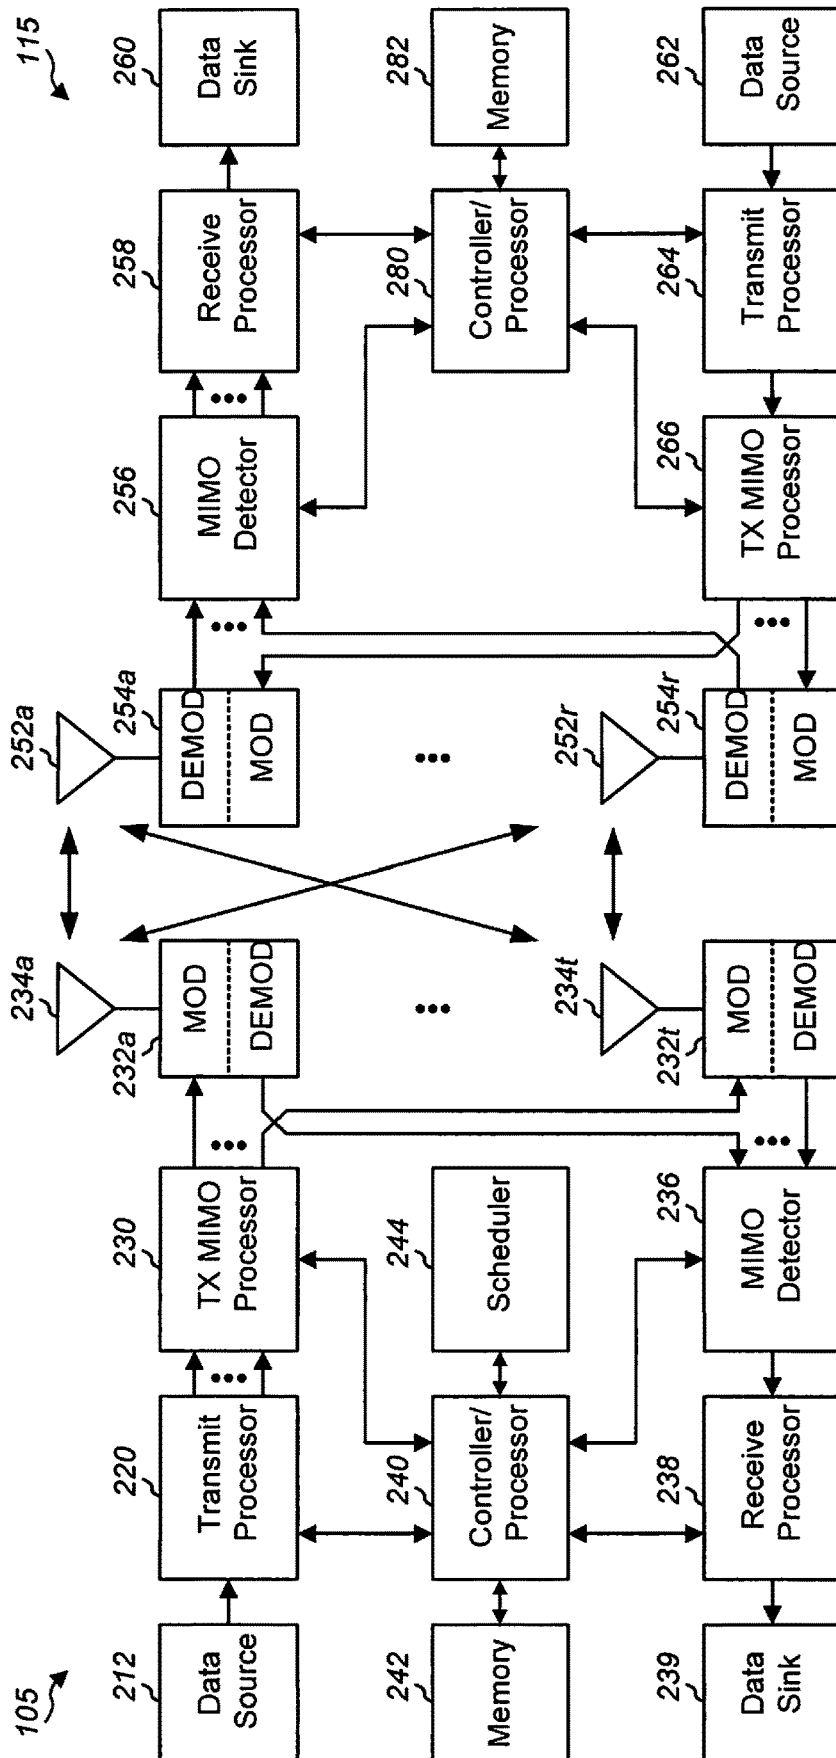 105
115
212
Data
Source
220
Transmit
Processor
230
TX MIMO
Processor
232a
MOD
DEMOD
234a
252a
254a
DEMOD
MOD
256
MIMO
Detector
258
Receive
Processor
260
Data
Sink
242
Memory
240
Controller/
Processor
244
Scheduler
280
Controller/
Processor
282
Memory
239
Data
Sink
238
Receive
Processor
236
MIMO
Detector
232t
MOD
DEMOD
234t
252r
254r
DEMOD
MOD
266
TX MIMO
Processor
264
Transmit
Processor
262
Data
Source